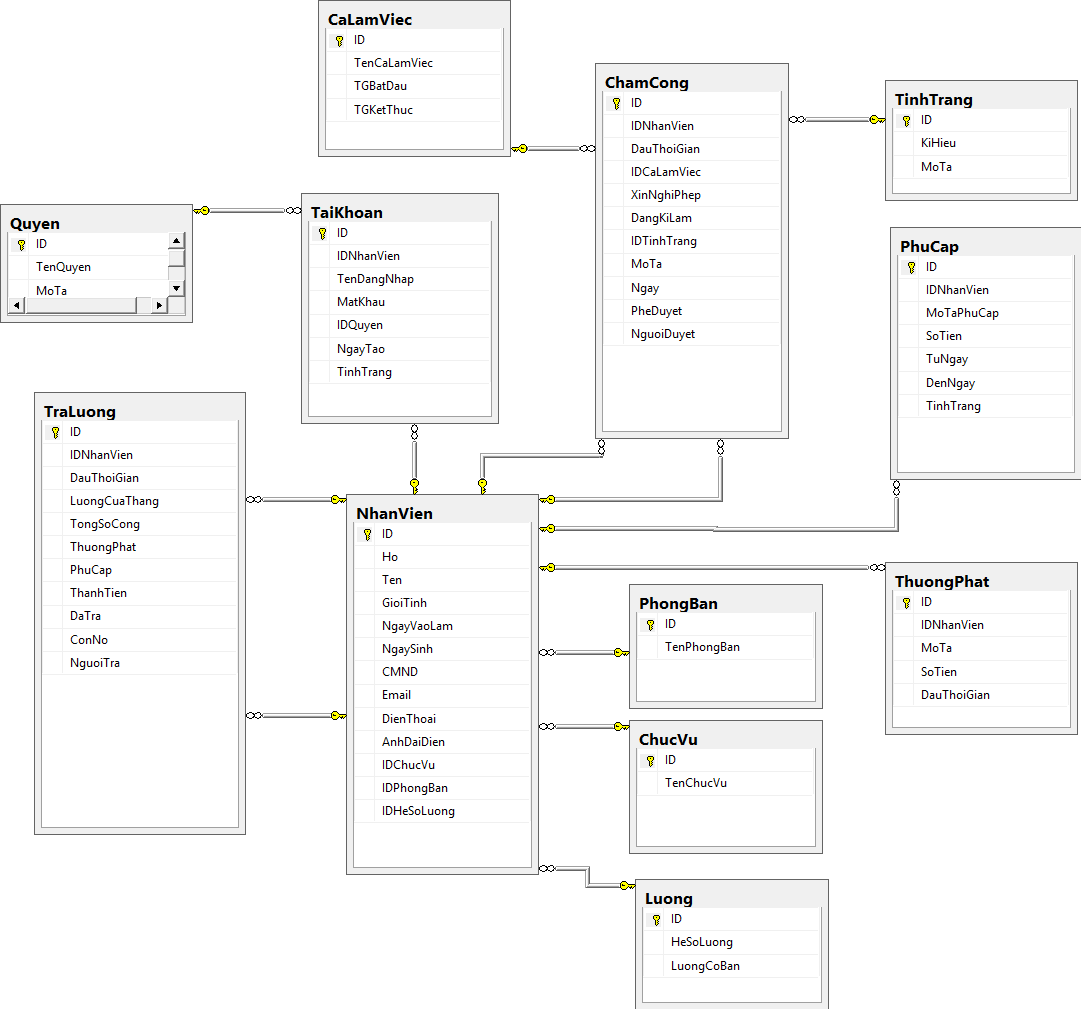 CaLamViec
ID
TenCaLamViec
TGBatDau
TGKetThuc
ChamCong
ID
IDNhanVien
DauThoiGian
IDCaLamViec
XinNghiPhep
DangKiLam
IDTinhTrang
MoTa
Ngay
PheDuyet
NguoiDuyet
TinhTrang
ID
KiHieu
MoTa
Quyen
ID
TenQuyen
MoTa
TaiKhoan
ID
IDNhanVien
TenDangNhap
MatKhau
IDQuyen
NgayTao
TinhTrang
PhuCap
ID
IDNhanVien
MoTaPhuCap
SoTien
TuNgay
DenNgay
TinhTrang
TraLuong
ID
IDNhanVien
DauThoiGian
LuongCuaThang
TongSoCong
ThuongPhat
PhuCap
ThanhTien
DaTra
ConNo
NguoiTra
NhanVien
ID
Ho
Ten
GioiTinh
NgayVaoLam
NgaySinh
CMND
Email
DienThoai
AnhDaiDien
IDChucVu
IDPhongBan
IDHeSoLuong
PhongBan
ID
TenPhongBan
ThuongPhat
ID
IDNhanVien
MoTa
SoTien
DauThoiGian
ChucVu
ID
TenChucVu
Luong
ID
HeSoLuong
LuongCoBan